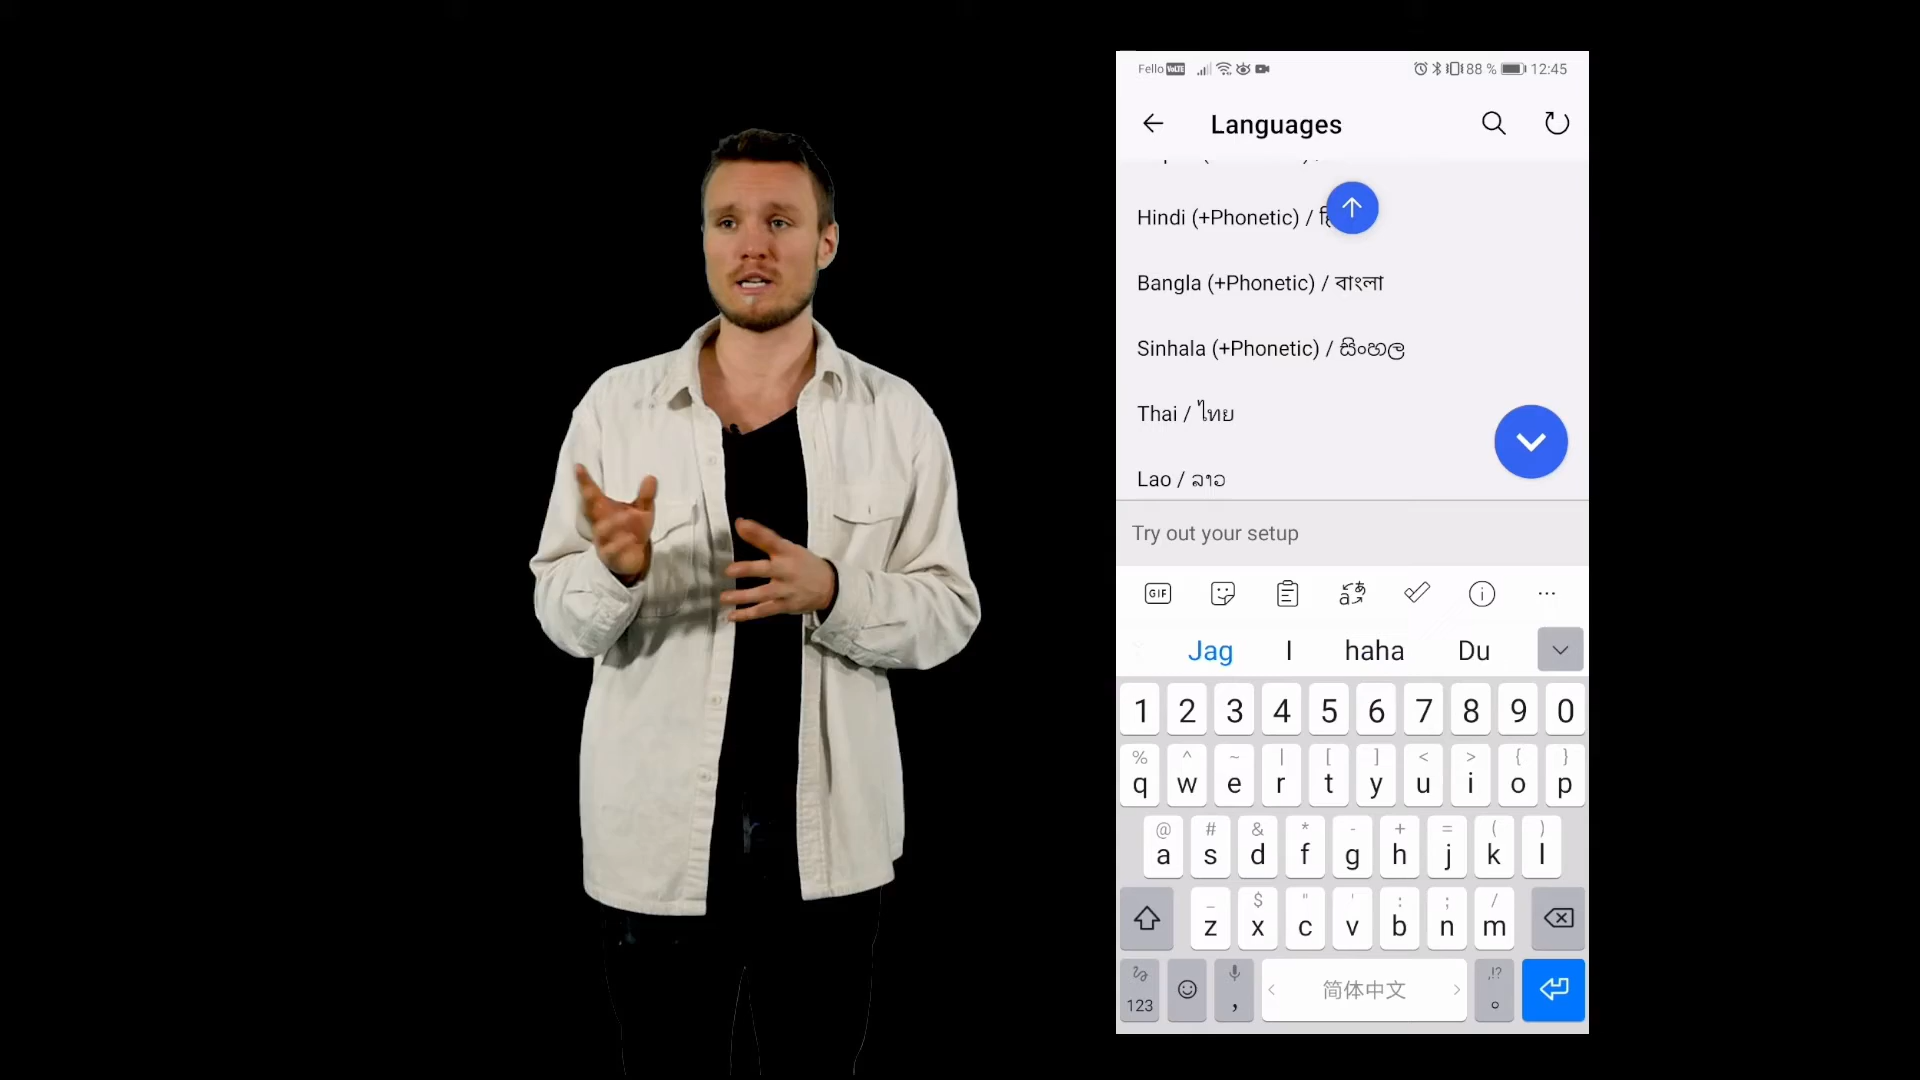 Fello VoLTE 88 % 12:45
Languages
Hindi (+Phonetic) /
Bangla (+Phonetic) / বাংলা
Sinhala (+Phonetic) / සිංහල
Thai / ไทย
Lao / ລາວ
Try out your setup
GIF
Jag I haha Du
1 2 3 4 5 6 7 8 9 0
% ^ ~ | [ ] < > { }
q w e r t y u i o p
@ # & * - + = ( )
a s d f g h j k l
_ $ " ' : ; /
z x c v b n m
,!?
123 , 简体中文 。